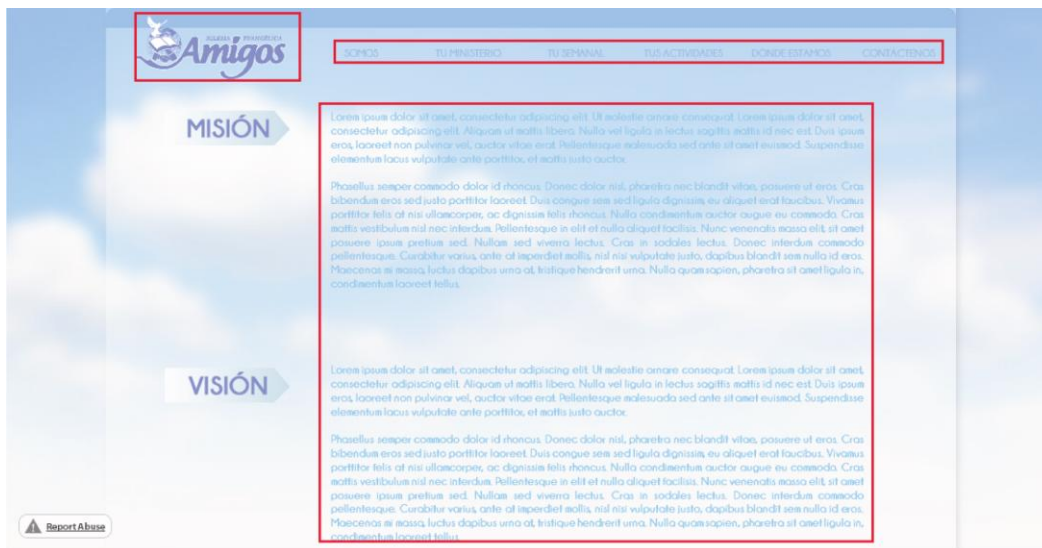 IGLESIA EVANGELICA
Amigos
SOMOS TU MINISTERIO TU SEMANAL TUS ACTIVIDADES DONDE ESTAMOS CONTÁCTENOS
MISIÓN
Lorem ipsum dolor sit amet, consectetur adipiscing elit. Ut molestie ornare consequat. Lorem ipsum dolor sit amet,
consectetur adipiscing elit. Aliquam ut mattis libero. Nulla vel ligula in lectus sagittis mattis id nec est. Duis ipsum
eros, laoreet non pulvinar vel, auctor vitae erat. Pellentesque malesuada sed ante sit amet euismod. Suspendisse
elementum lacus vulputate ante porttitor, et mattis justo auctor.
Phasellus semper commodo dolor id rhoncus. Donec dolor nisl, pharetra nec blandit vitae, posuere ut eros. Cras
bibendum eros sed justo porttitor laoreet. Duis congue sem sed ligula dignissim, eu aliquet erat faucibus. Vivamus
porttitor felis at nisi ullamcorper, ac dignissim felis rhoncus. Nulla condimentum auctor augue eu commodo. Cras
mattis vestibulum nisl nec interdum. Pellentesque in elit et nulla aliquet facilisis. Nunc venenatis massa elit, sit amet
posuere ipsum pretium sed. Nullam sed viverra lectus. Cras in sodales lectus. Donec interdum commodo
pellentesque. Curabitur varius, ante at imperdiet mollis, nisl nisi vulputate justo, dapibus blandit sem nulla id eros.
Maecenas mi massa, luctus dapibus urna at, tristique hendrerit urna. Nulla quam sapien, pharetra sit amet ligula in,
condimentum laoreet tellus.
VISIÓN
Lorem ipsum dolor sit amet, consectetur adipiscing elit. Ut molestie ornare consequat. Lorem ipsum dolor sit amet,
consectetur adipiscing elit. Aliquam ut mattis libero. Nulla vel ligula in lectus sagittis mattis id nec est. Duis ipsum
eros, laoreet non pulvinar vel, auctor vitae erat. Pellentesque malesuada sed ante sit amet euismod. Suspendisse
elementum lacus vulputate ante porttitor, et mattis justo auctor.
Phasellus semper commodo dolor id rhoncus. Donec dolor nisl, pharetra nec blandit vitae, posuere ut eros. Cras
bibendum eros sed justo porttitor laoreet. Duis congue sem sed ligula dignissim, eu aliquet erat faucibus. Vivamus
porttitor felis at nisi ullamcorper, ac dignissim felis rhoncus. Nulla condimentum auctor augue eu commodo. Cras
mattis vestibulum nisl nec interdum. Pellentesque in elit et nulla aliquet facilisis. Nunc venenatis massa elit, sit amet
posuere ipsum pretium sed. Nullam sed viverra lectus. Cras in sodales lectus. Donec interdum commodo
pellentesque. Curabitur varius, ante at imperdiet mollis, nisl nisi vulputate justo, dapibus blandit sem nulla id eros.
Maecenas mi massa, luctus dapibus urna at, tristique hendrerit urna. Nulla quam sapien, pharetra sit amet ligula in,
condimentum laoreet tellus.
Report Abuse